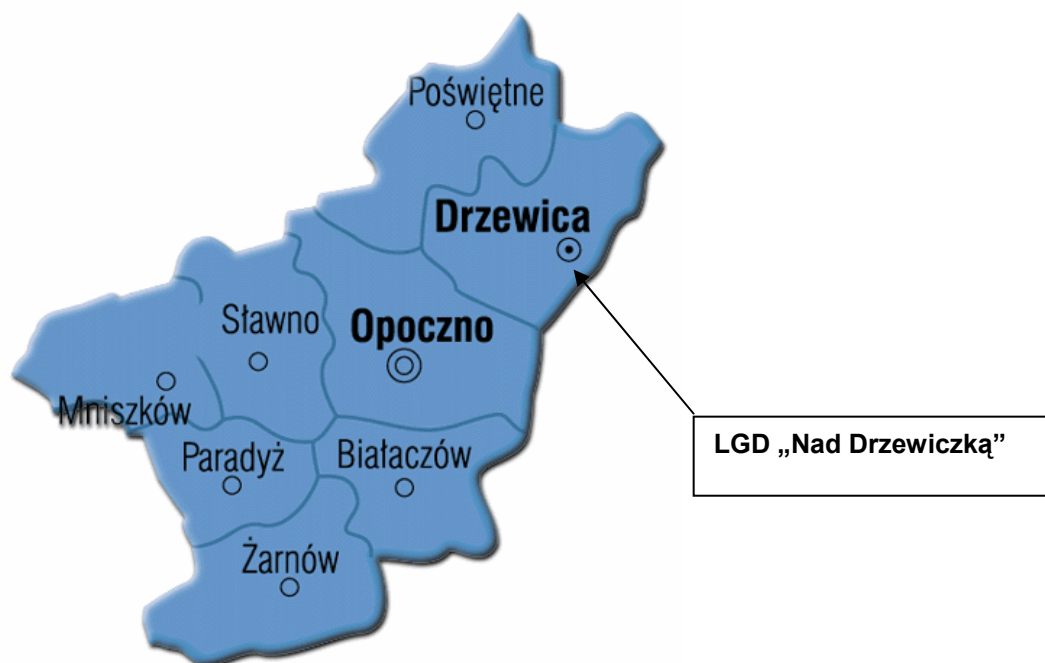 Poświętne
Drzewica
Sławno
Opoczno
Mniszków
Paradyż
Białaczów
Żarnów
LGD „Nad Drzewiczką”